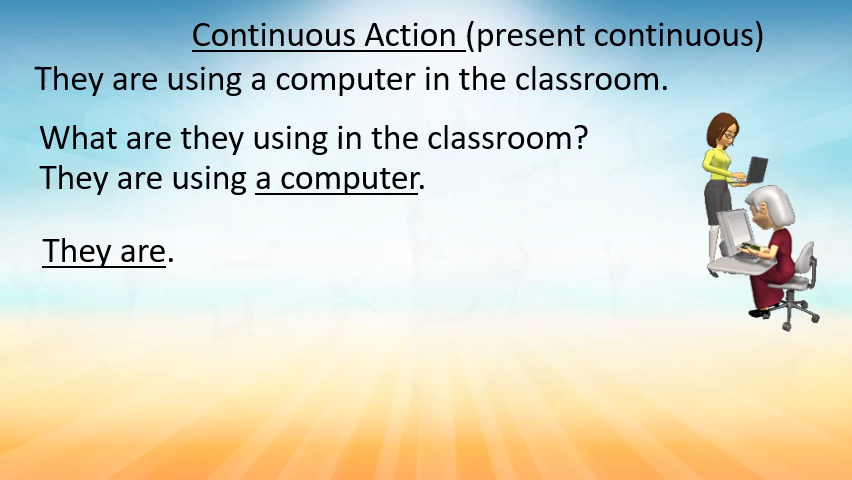 Continuous Action (present continuous)
They are using a computer in the classroom.
What are they using in the classroom?
They are using a computer.
They are.